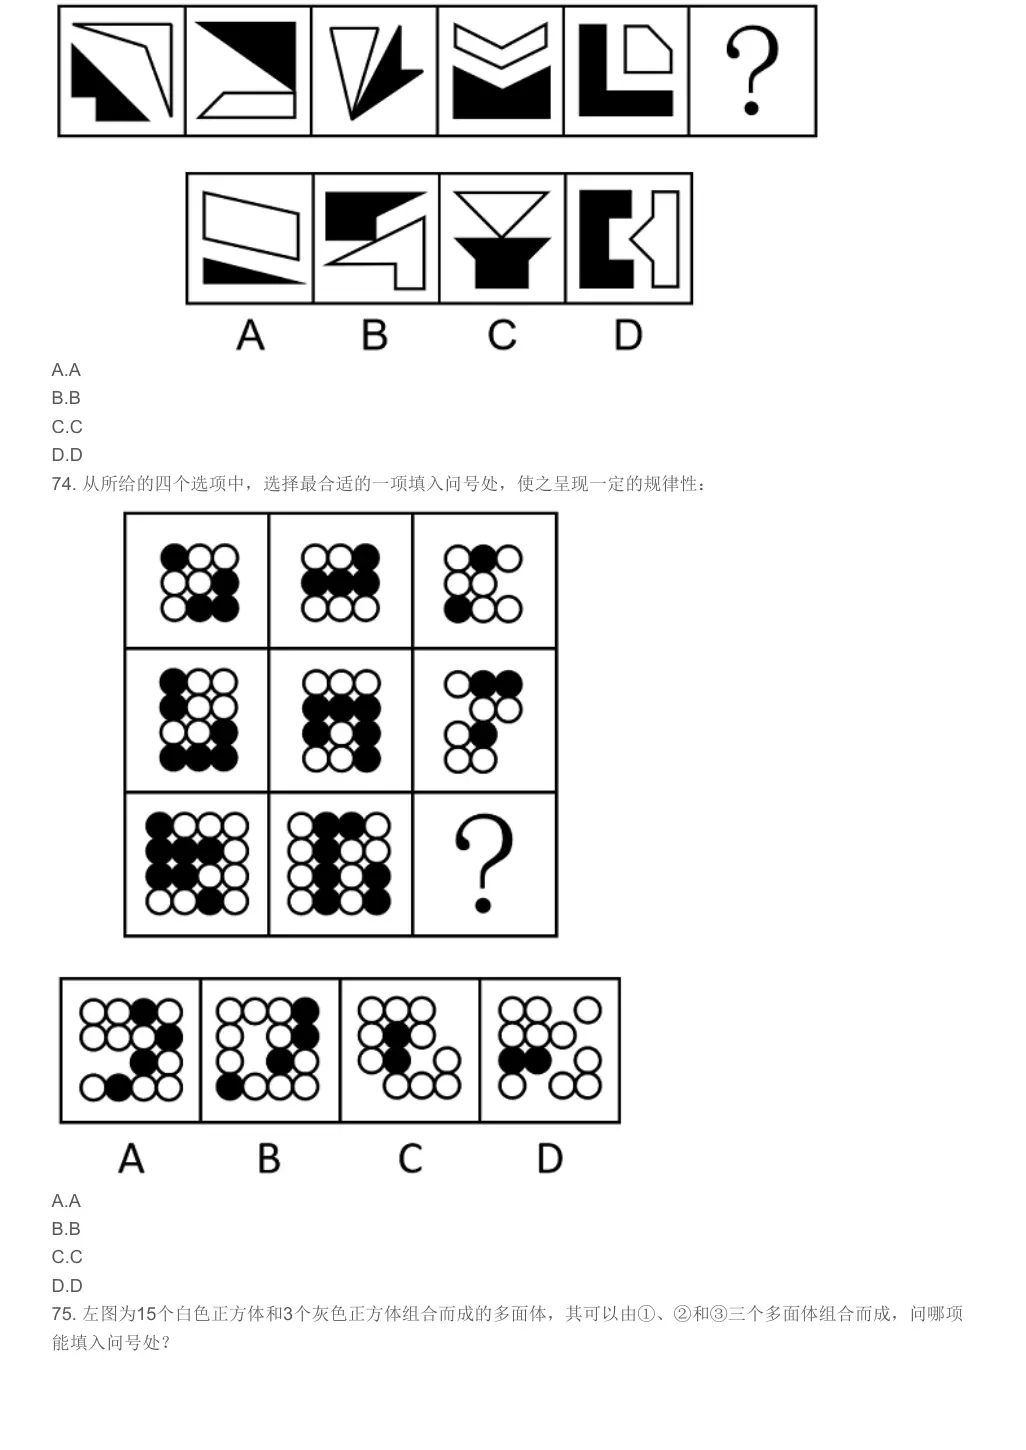 ?
A B C D
A.A
B.B
C.C
D.D
74. 从所给的四个选项中，选择最合适的一项填入问号处，使之呈现一定的规律性：
?
A B C D
A.A
B.B
C.C
D.D
75. 左图为15个白色正方体和3个灰色正方体组合而成的多面体，其可以由①、②和③三个多面体组合而成，问哪项
能填入问号处？